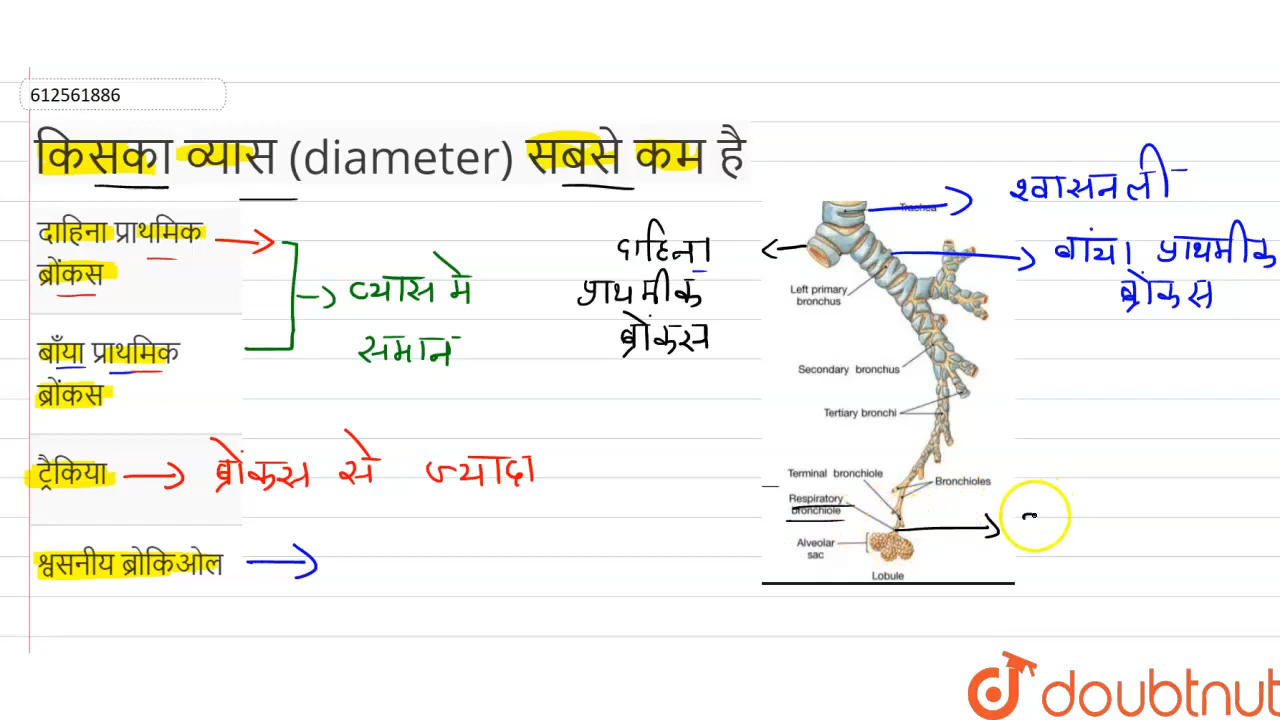 612561886
किसका व्यास (diameter) सबसे कम है
दाहिना प्राथमिक
ब्रोंकस
बाँया प्राथमिक
ब्रोंकस
ट्रैकिया
श्वसनीय ब्रोकिओल
व्यास मे
समान
ब्रोंकस से ज्यादा
दाहिना
प्राथमीक
ब्रोंकस
Trachea
श्वासनली
बांया प्राथमीक
ब्रोंकस
Left primary
bronchus
Secondary bronchus
Tertiary bronchi
Terminal bronchiole
Bronchioles
Respiratory
bronchiole
Alveolar
sac
Lobule
doubtnut